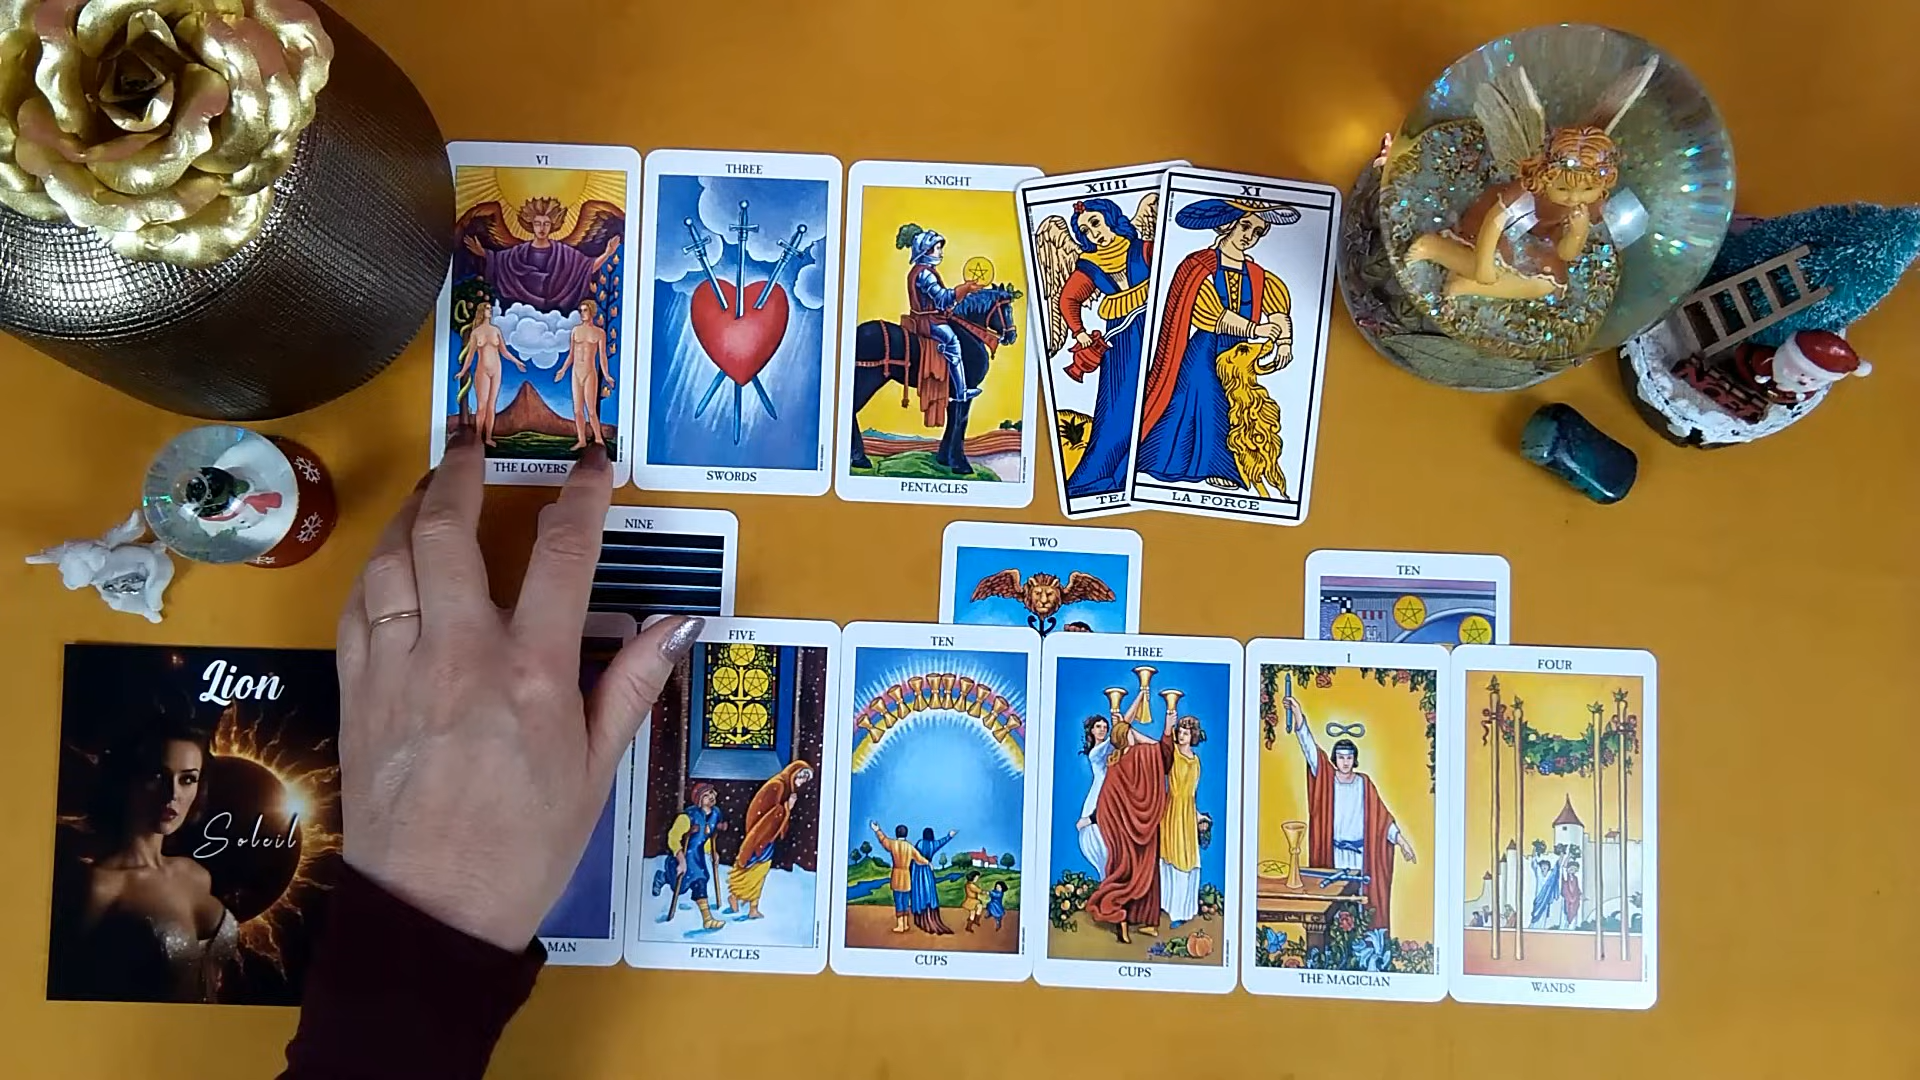 VI
THE LOVERS
THREE
SWORDS
KNIGHT
PENTACLES
XIIII
TE
XI
LA FORCE
NINE
TWO
TEN
Lion
Soleil
MAN
FIVE
PENTACLES
TEN
CUPS
THREE
CUPS
I
THE MAGICIAN
FOUR
WANDS